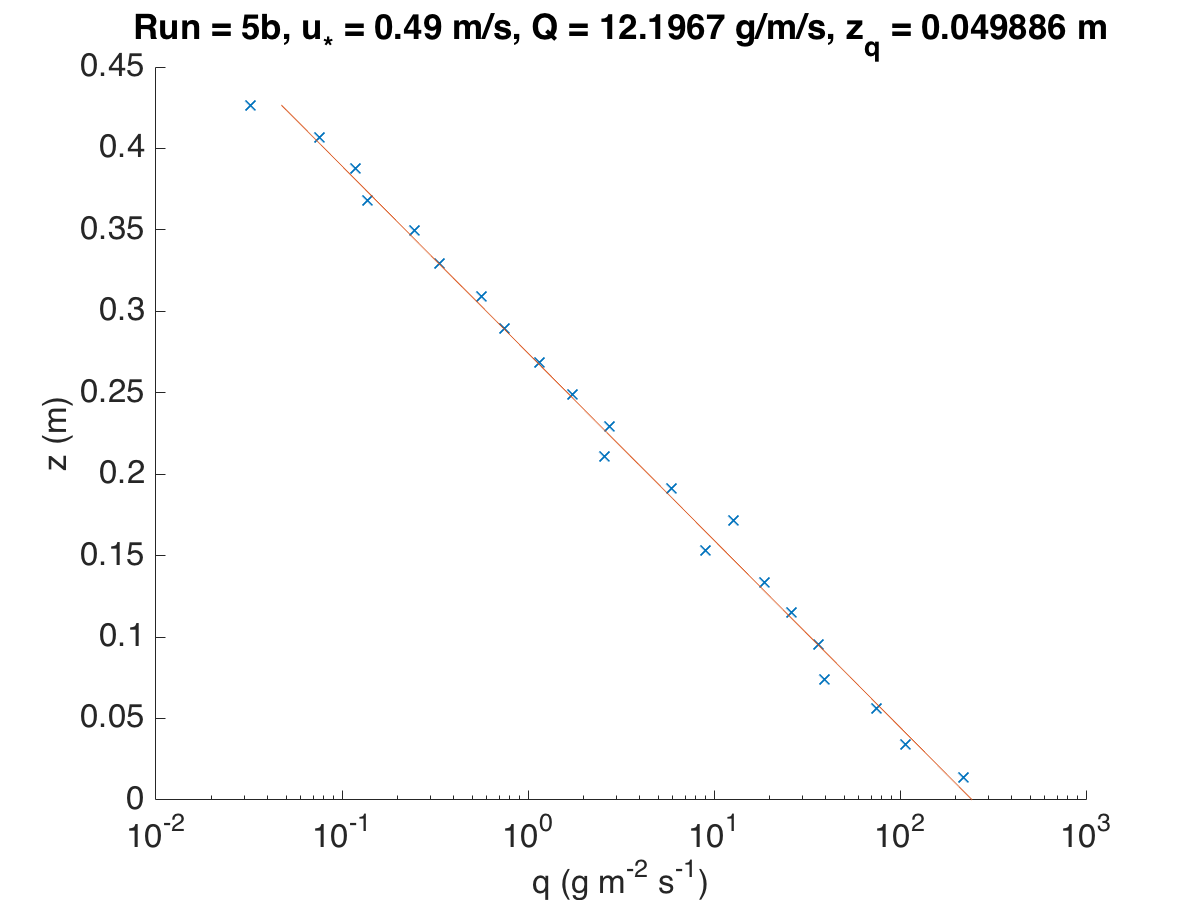 Run = 5b, u* = 0.49 m/s, Q = 12.1967 g/m/s, zq = 0.049886 m
0.45
0.4
0.35
0.3
0.25
0.2
0.15
0.1
0.05
0
z (m)
10-2 10-1 100 101 102 103
q (g m-2 s-1)